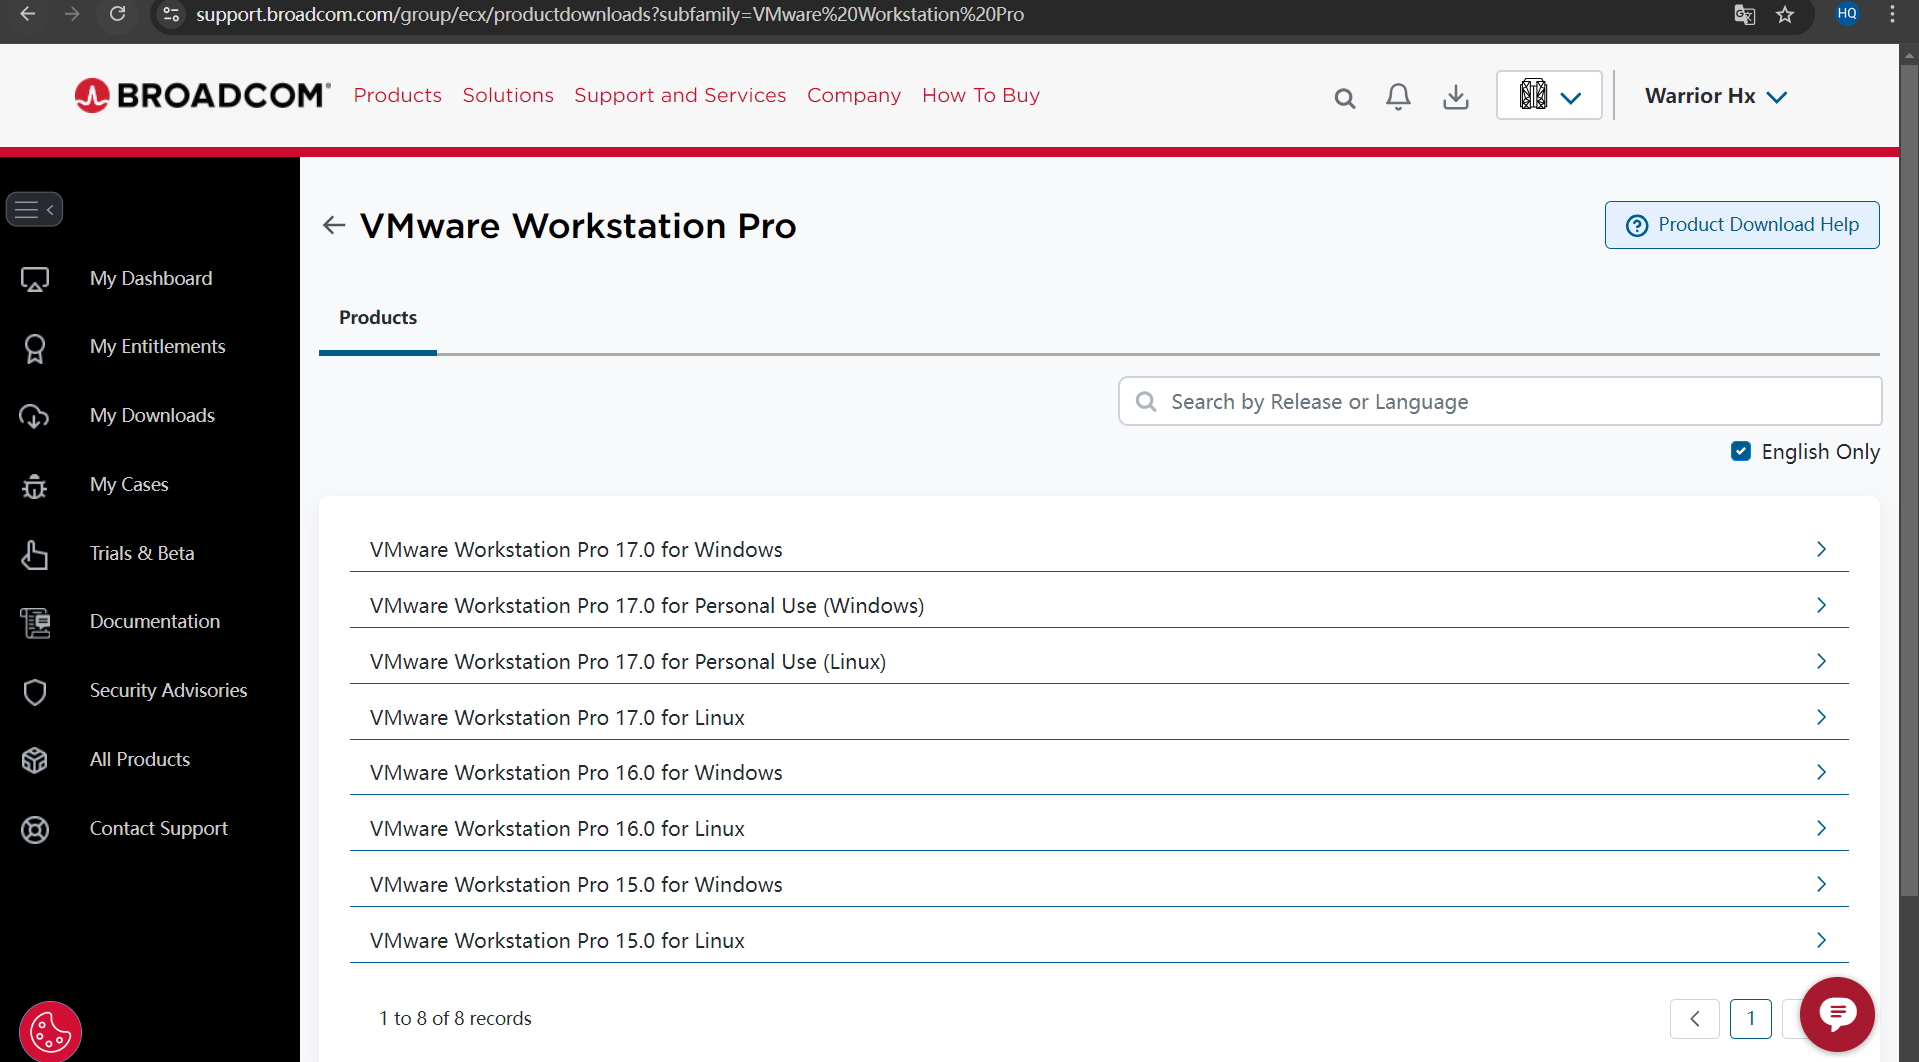 support.broadcom.com/group/ecx/productdownloads?subfamily=VMware%20Workstation%20Pro
HQ
BROADCOM®
Products
Solutions
Support and Services
Company
How To Buy
Warrior Hx
VMware Workstation Pro
Product Download Help
My Dashboard
My Entitlements
My Downloads
My Cases
Trials & Beta
Documentation
Security Advisories
All Products
Contact Support
Products
Search by Release or Language
English Only
VMware Workstation Pro 17.0 for Windows
VMware Workstation Pro 17.0 for Personal Use (Windows)
VMware Workstation Pro 17.0 for Personal Use (Linux)
VMware Workstation Pro 17.0 for Linux
VMware Workstation Pro 16.0 for Windows
VMware Workstation Pro 16.0 for Linux
VMware Workstation Pro 15.0 for Windows
VMware Workstation Pro 15.0 for Linux
1 to 8 of 8 records
1